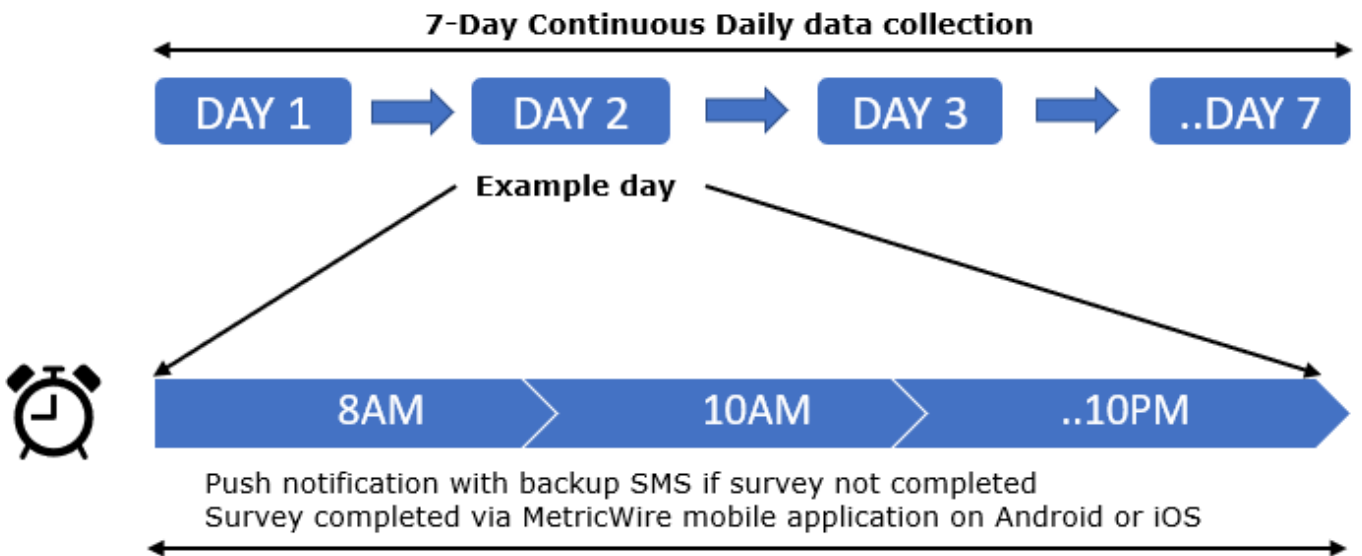 7-Day Continuous Daily data collection
DAY 1
DAY 2
DAY 3
..DAY 7
Example day
8AM
10AM
..10PM
Push notification with backup SMS if survey not completed
Survey completed via MetricWire mobile application on Android or iOS